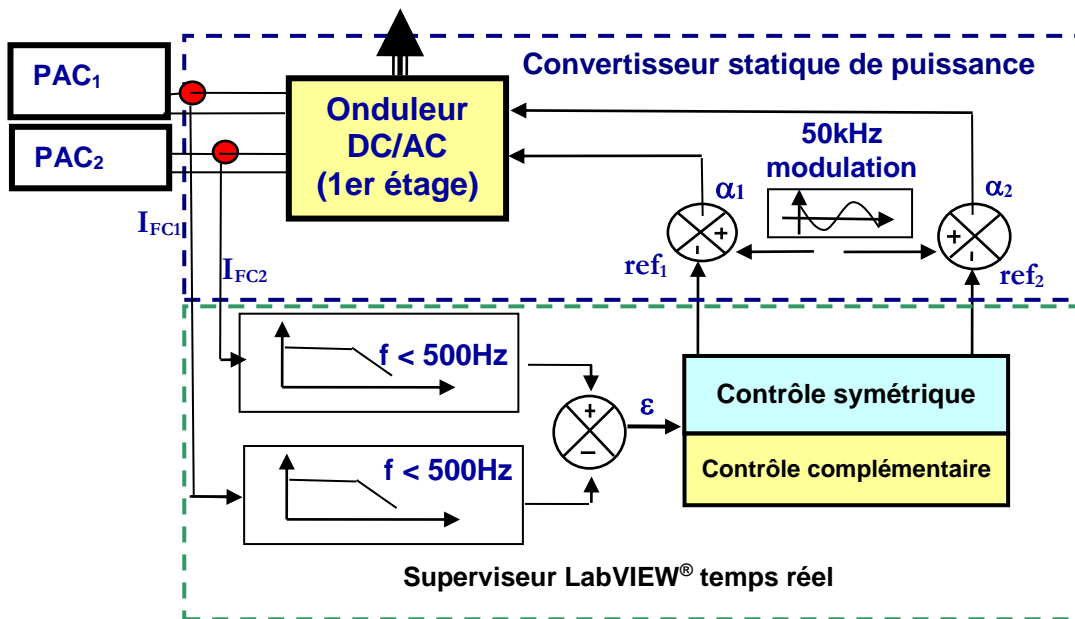 PAC1
PAC2
Convertisseur statique de puissance
Onduleur
DC/AC
(1er étage)
50kHz
modulation
α1
α2
+
-
+
-
ref1
ref2
IFC1
IFC2
f < 500Hz
f < 500Hz
+
−
ε
Contrôle symétrique
Contrôle complémentaire
Superviseur LabVIEW® temps réel